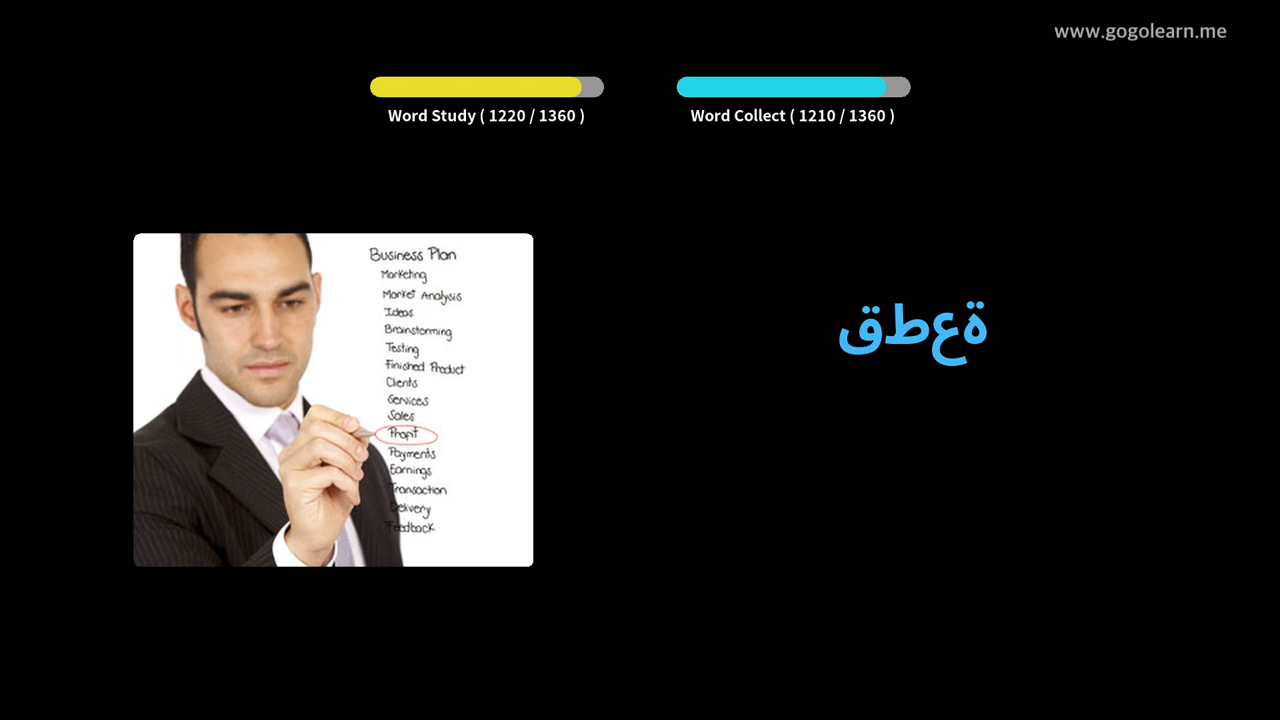 www.gogolearn.me
Word Study ( 1220 / 1360 )
Word Collect ( 1210 / 1360 )
Business Plan
Marketing
Market Analysis
Ideas
Brainstorming
Testing
Finished Product
Clients
Services
Sales
Profit
Payments
Earnings
Transaction
Delivery
Feedback
ةعطق